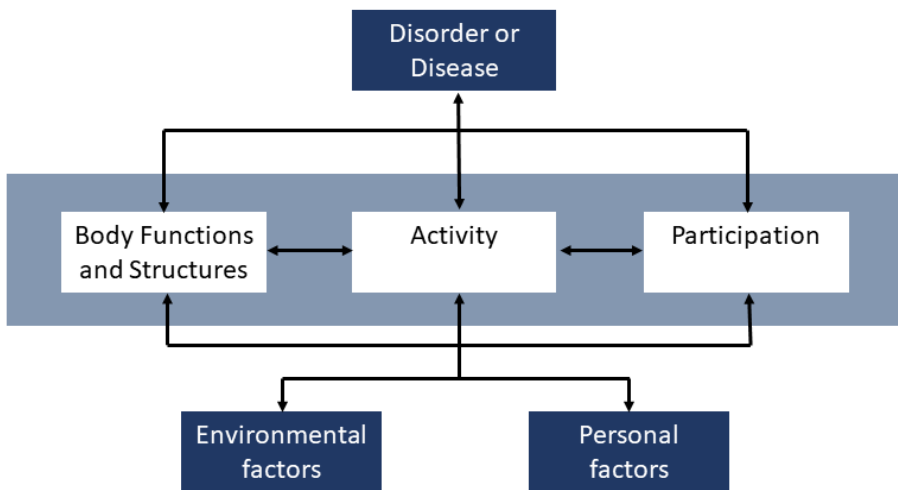 Disorder or
Disease
Body Functions
and Structures
Activity
Participation
Environmental
factors
Personal
factors